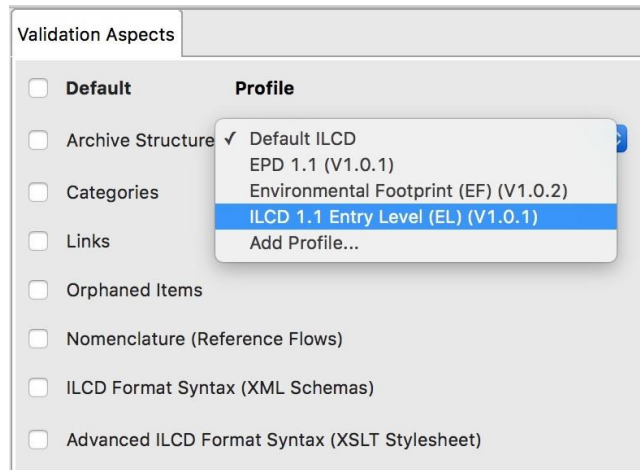 Validation Aspects
Default Profile
Archive Structure ✓ Default ILCD
EPD 1.1 (V1.0.1)
Categories Environmental Footprint (EF) (V1.0.2)
ILCD 1.1 Entry Level (EL) (V1.0.1)
Links Add Profile...
Orphaned Items
Nomenclature (Reference Flows)
ILCD Format Syntax (XML Schemas)
Advanced ILCD Format Syntax (XSLT Stylesheet)